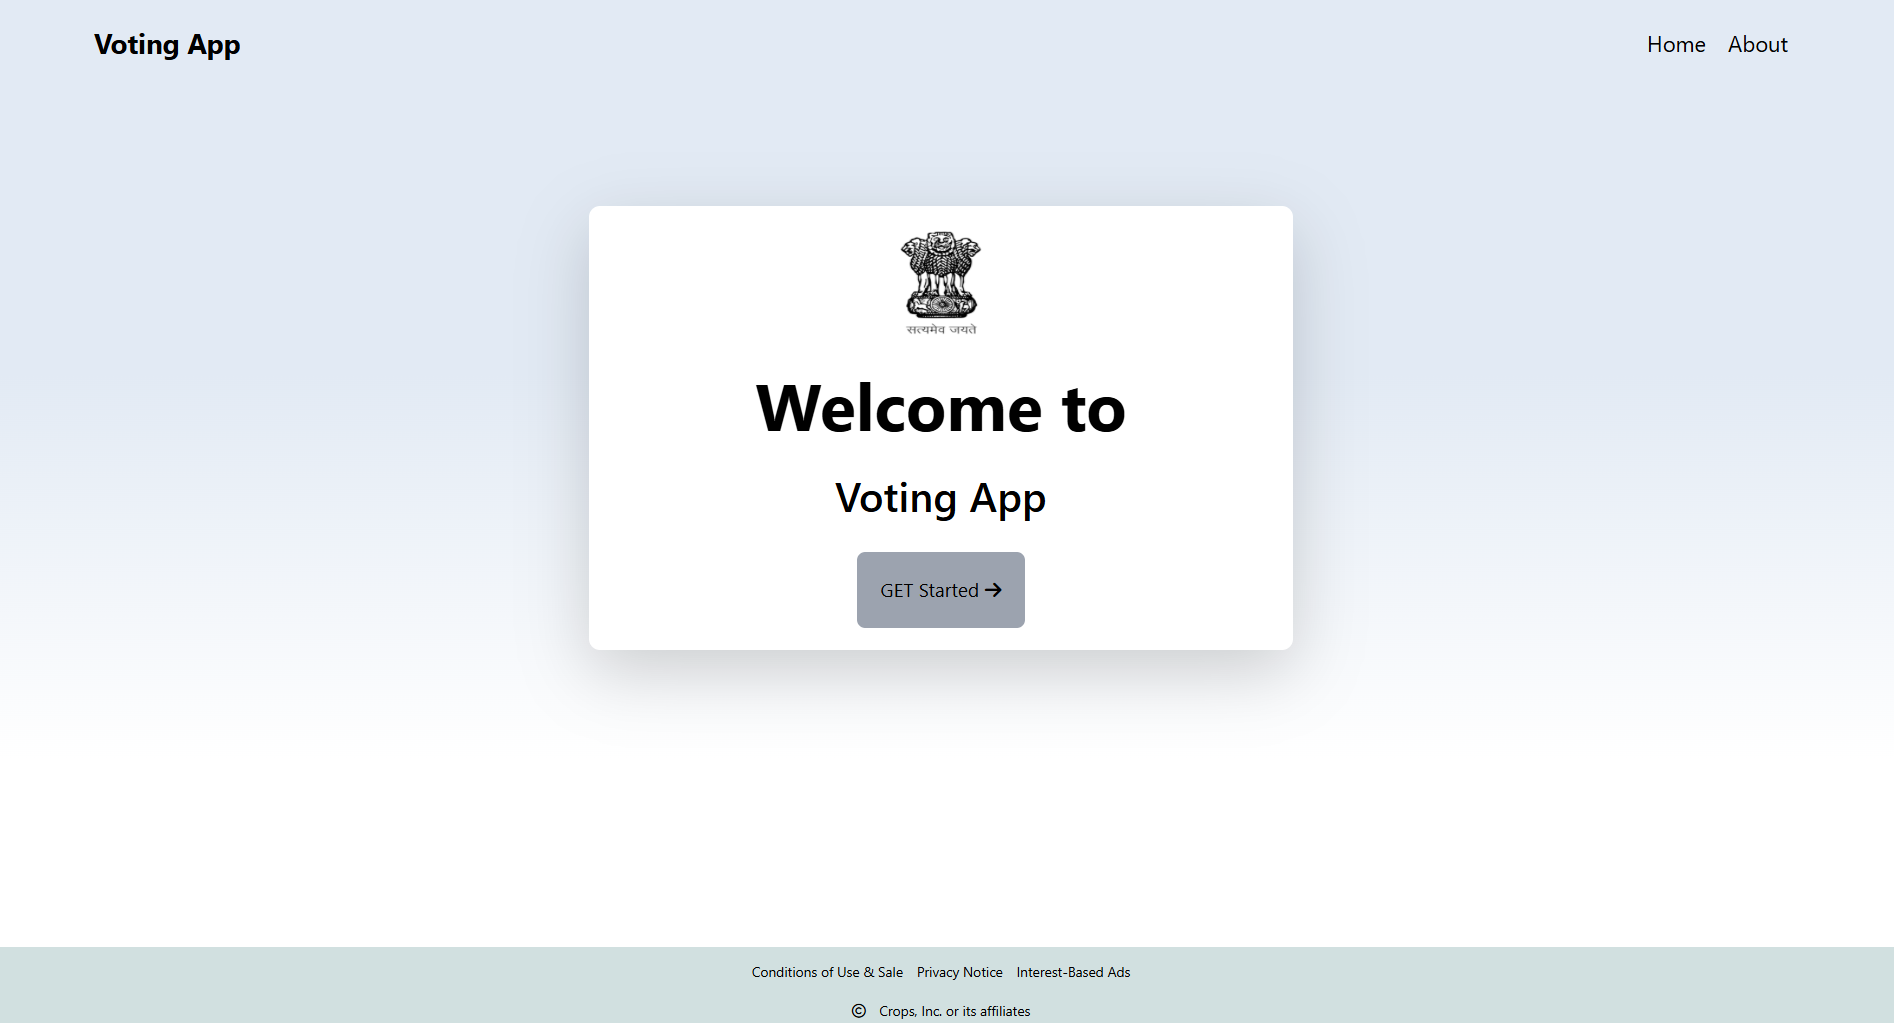 Voting App
Home About
सत्यमेव जयते
Welcome to
Voting App
GET Started
Conditions of Use & Sale Privacy Notice Interest-Based Ads
© Crops, Inc. or its affiliates